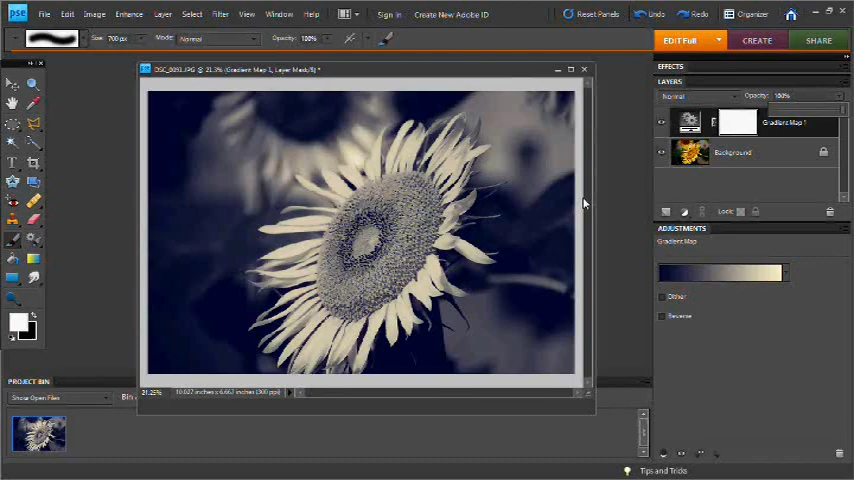 pse File Edit Image Enhance Layer Select Filter View Window Help Sign In Create New Adobe ID Reset Panels Undo Redo Organizer
Size: 700 px Mode: Normal Opacity: 100% EDIT Full CREATE SHARE
EFFECTS
DSC_0091.JPG @ 21.3% (Gradient Map 1, Layer Mask/8) *
LAYERS
Normal Opacity: 100%
Gradient Map 1
Background
Lock:
ADJUSTMENTS
Gradient Map
Dither
Reverse
PROJECT BIN
21.25% 10.027 inches x 6.667 inches (300 ppi)
Show Open Files Bin
Tips and Tricks